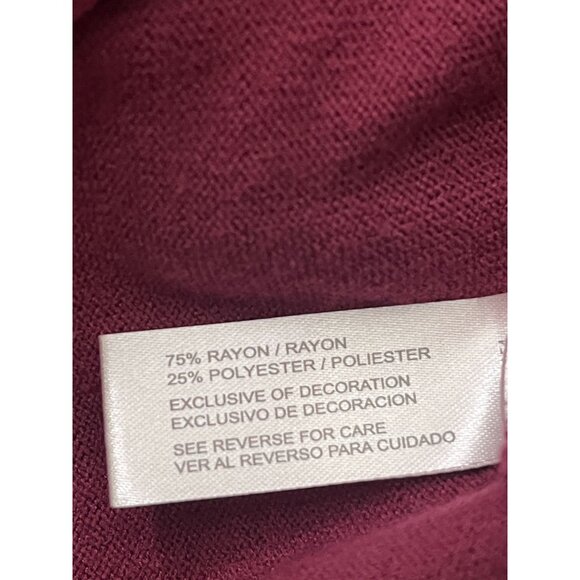 75% RAYON / RAYON
25% POLYESTER / POLIESTER
EXCLUSIVE OF DECORATION
EXCLUSIVO DE DECORACION
SEE REVERSE FOR CARE
VER AL REVERSO PARA CUIDADO